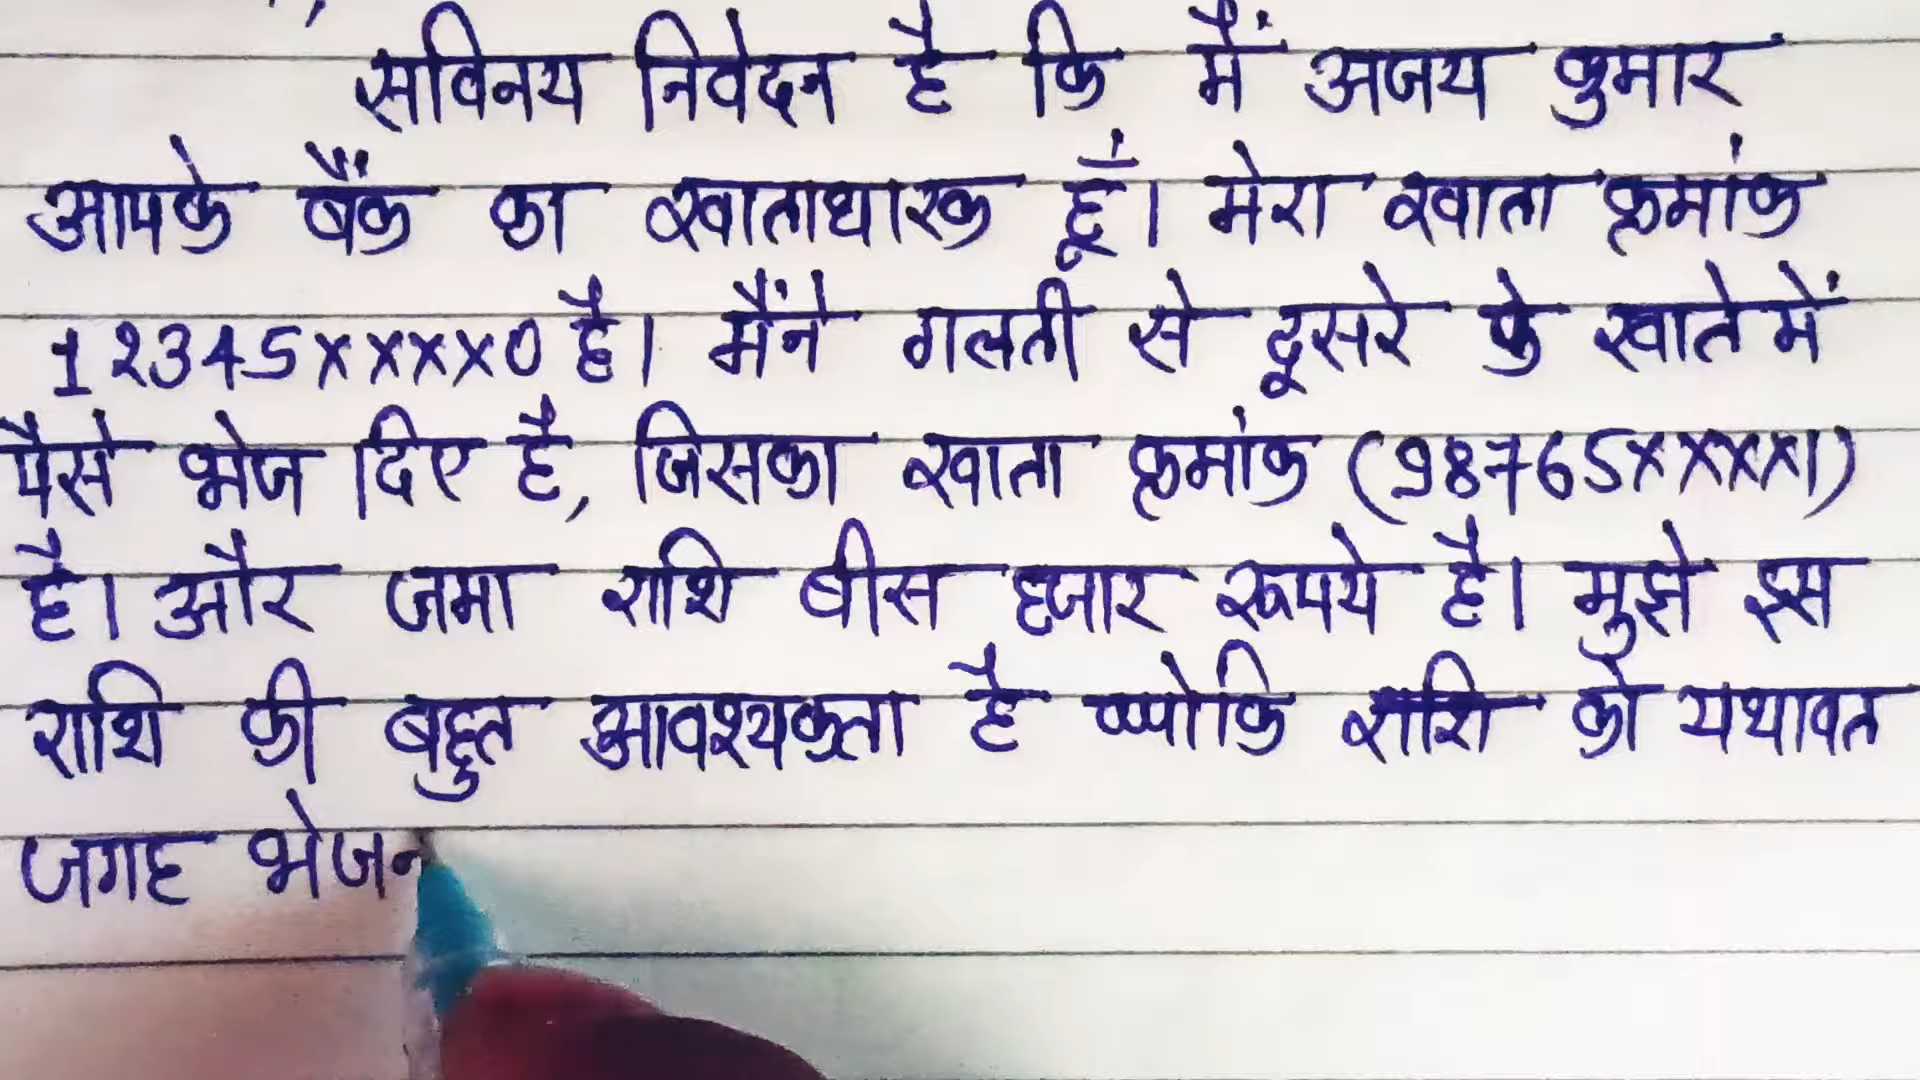 सविनय निवेदन है कि मैं अजय कुमार
आपके बैंक का खाताधारक हूँ। मेरा खाता क्रमांक
12345xxxx0 है। मैंने गलती से दूसरे के खाते में
पैसे भेज दिए है, जिसका खाता क्रमांक (98765xxxx1)
है। और जमा राशि बीस हजार रूपये है। मुझे इस
राशि की बहुत आवश्यकता है क्योकि राशि को यथावत
जगह भेजन